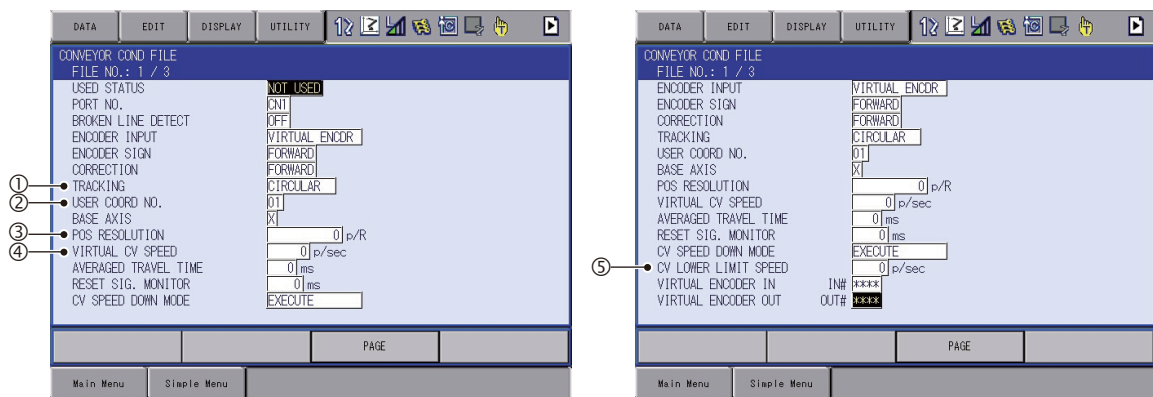 DATA EDIT DISPLAY UTILITY
CONVEYOR COND FILE
FILE NO.: 1 / 3
USED STATUS NOT USED
PORT NO. CN1
BROKEN LINE DETECT OFF
ENCODER INPUT VIRTUAL ENCDR
ENCODER SIGN FORWARD
CORRECTION FORWARD
① TRACKING CIRCULAR
② USER COORD NO. 01
BASE AXIS X
③ POS RESOLUTION 0 p/R
④ VIRTUAL CV SPEED 0 p/sec
AVERAGED TRAVEL TIME 0 ms
RESET SIG. MONITOR 0 ms
CV SPEED DOWN MODE EXECUTE
PAGE
Main Menu Simple Menu
DATA EDIT DISPLAY UTILITY
CONVEYOR COND FILE
FILE NO.: 1 / 3
ENCODER INPUT VIRTUAL ENCDR
ENCODER SIGN FORWARD
CORRECTION FORWARD
TRACKING CIRCULAR
USER COORD NO. 01
BASE AXIS X
POS RESOLUTION 0 p/R
VIRTUAL CV SPEED 0 p/sec
AVERAGED TRAVEL TIME 0 ms
RESET SIG. MONITOR 0 ms
CV SPEED DOWN MODE EXECUTE
⑤ CV LOWER LIMIT SPEED 0 p/sec
VIRTUAL ENCODER IN IN# ****
VIRTUAL ENCODER OUT OUT# ****
PAGE
Main Menu Simple Menu